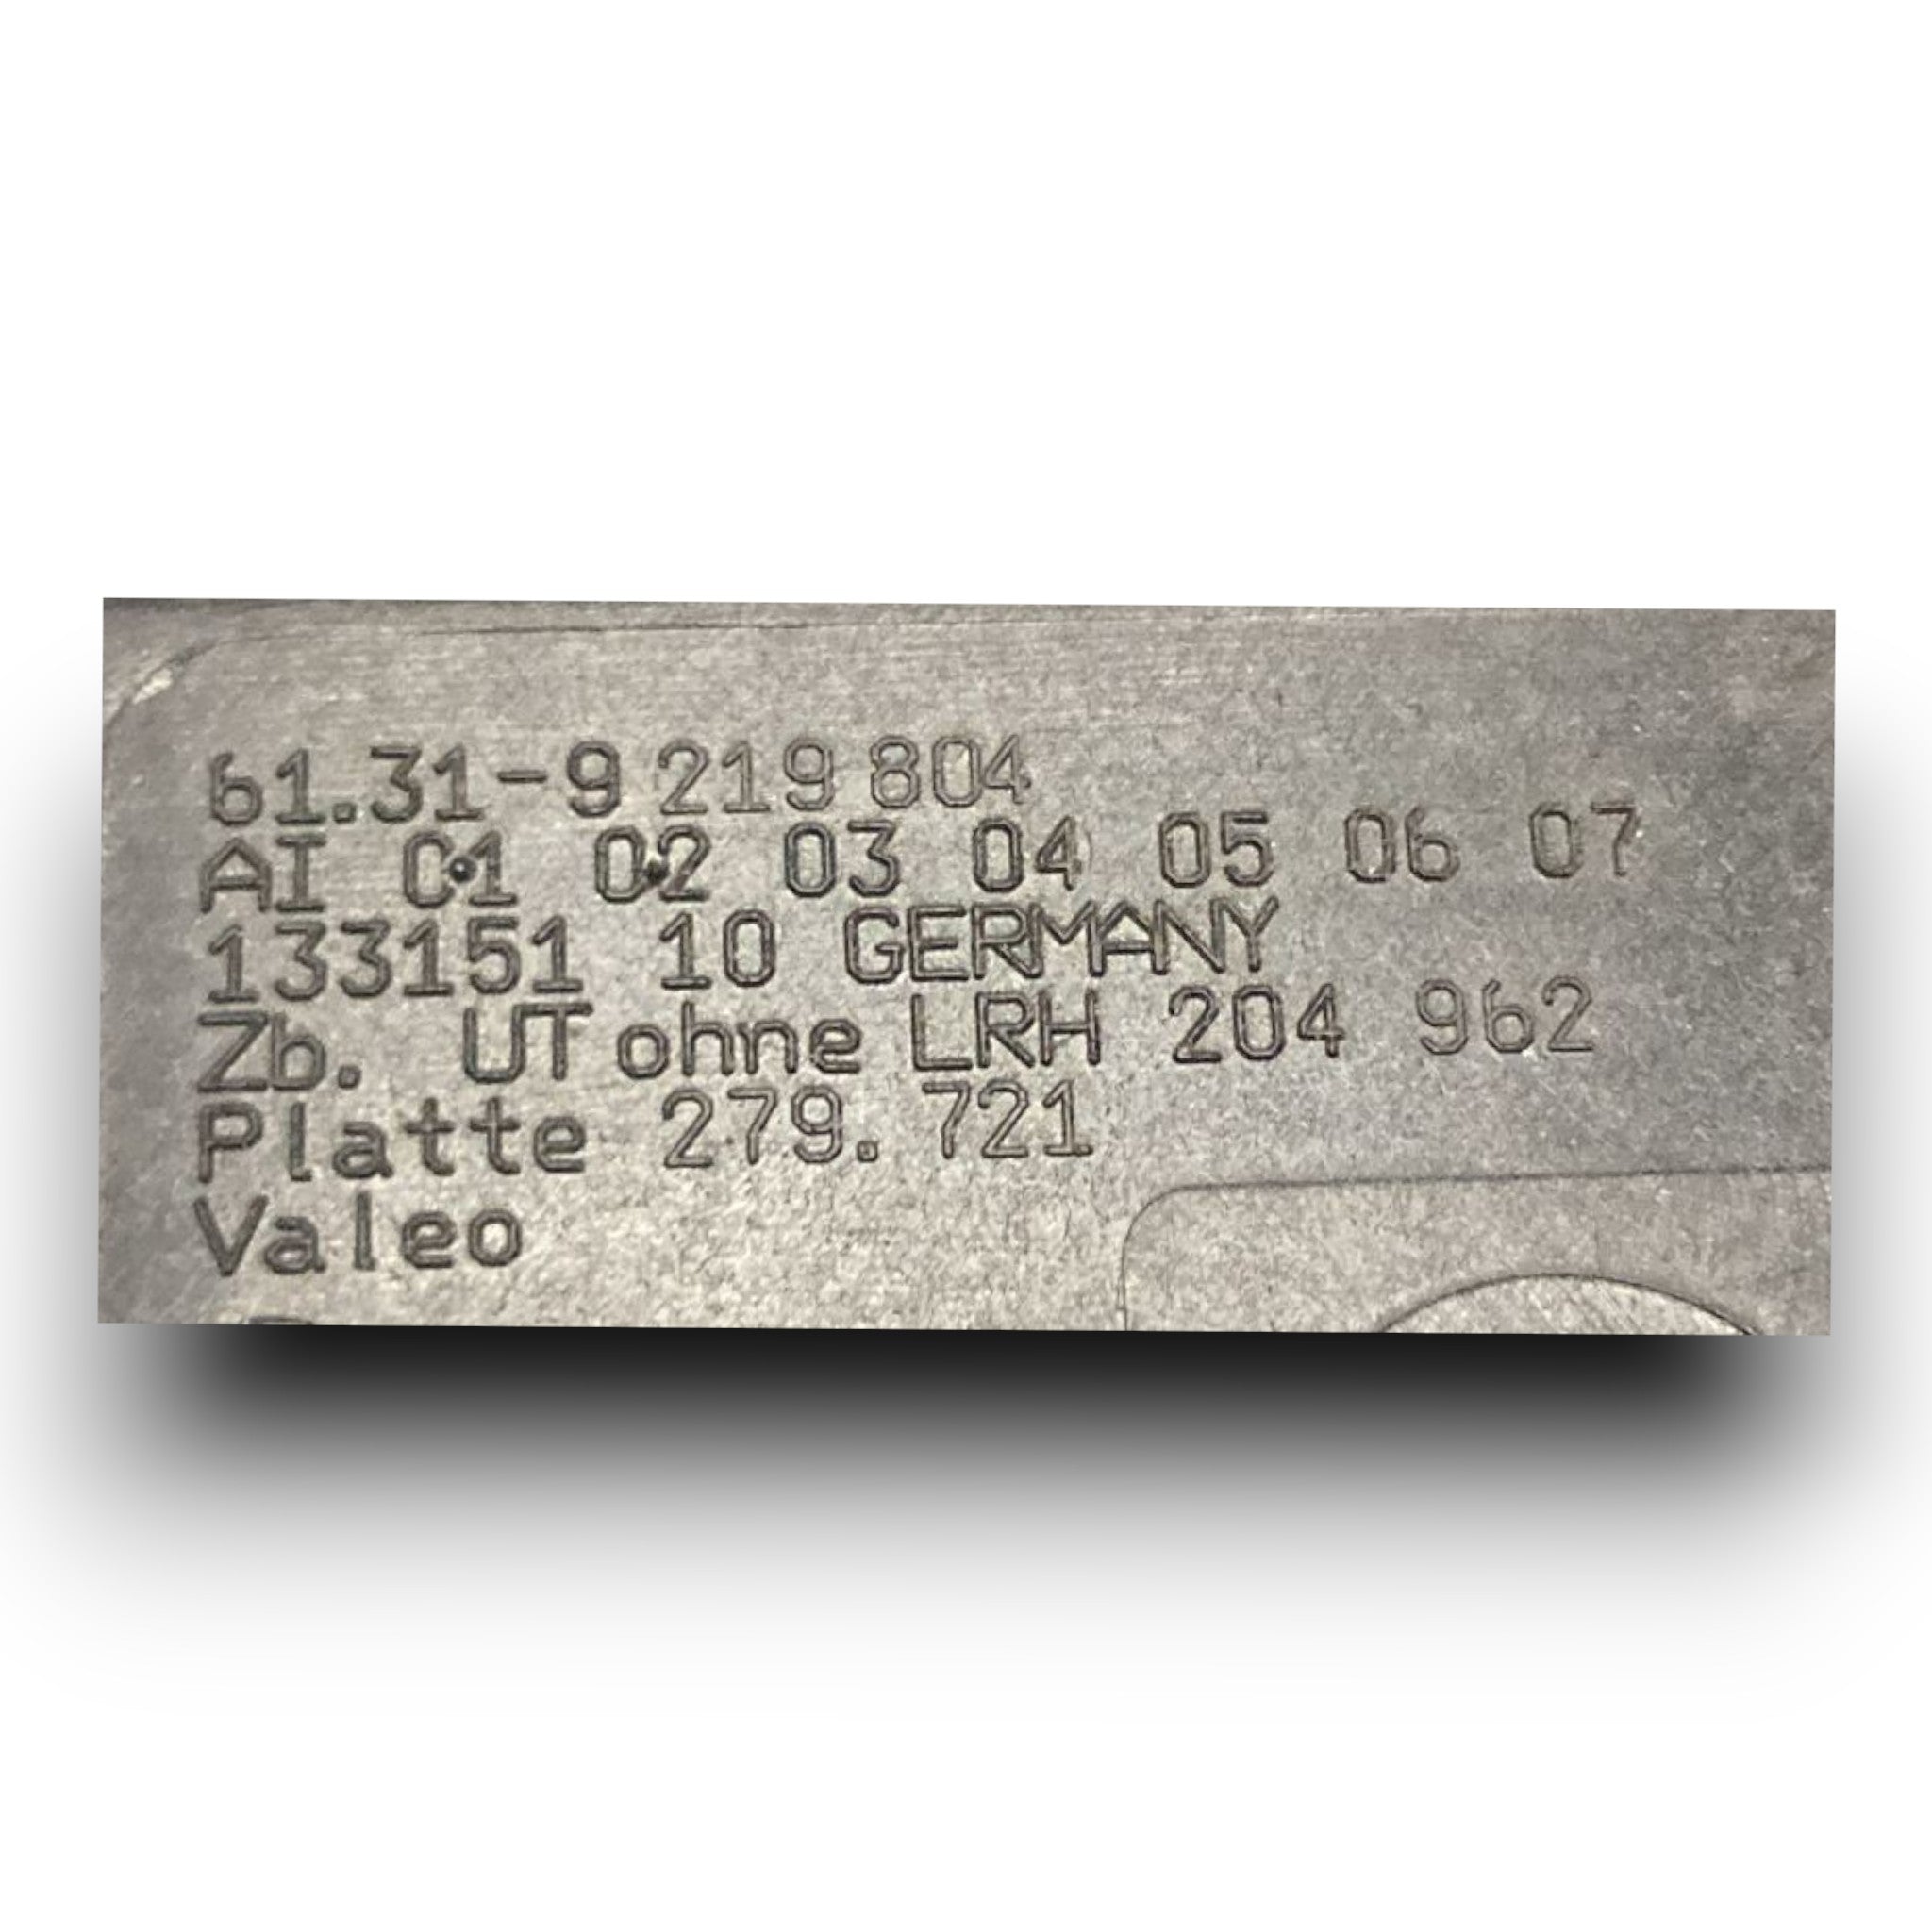 61.31-9 219 804
AI 01 02 03 04 05 06 07
133151 10 GERMANY
Zb. UT ohne LRH 204 962
Platte 279.721
Valeo